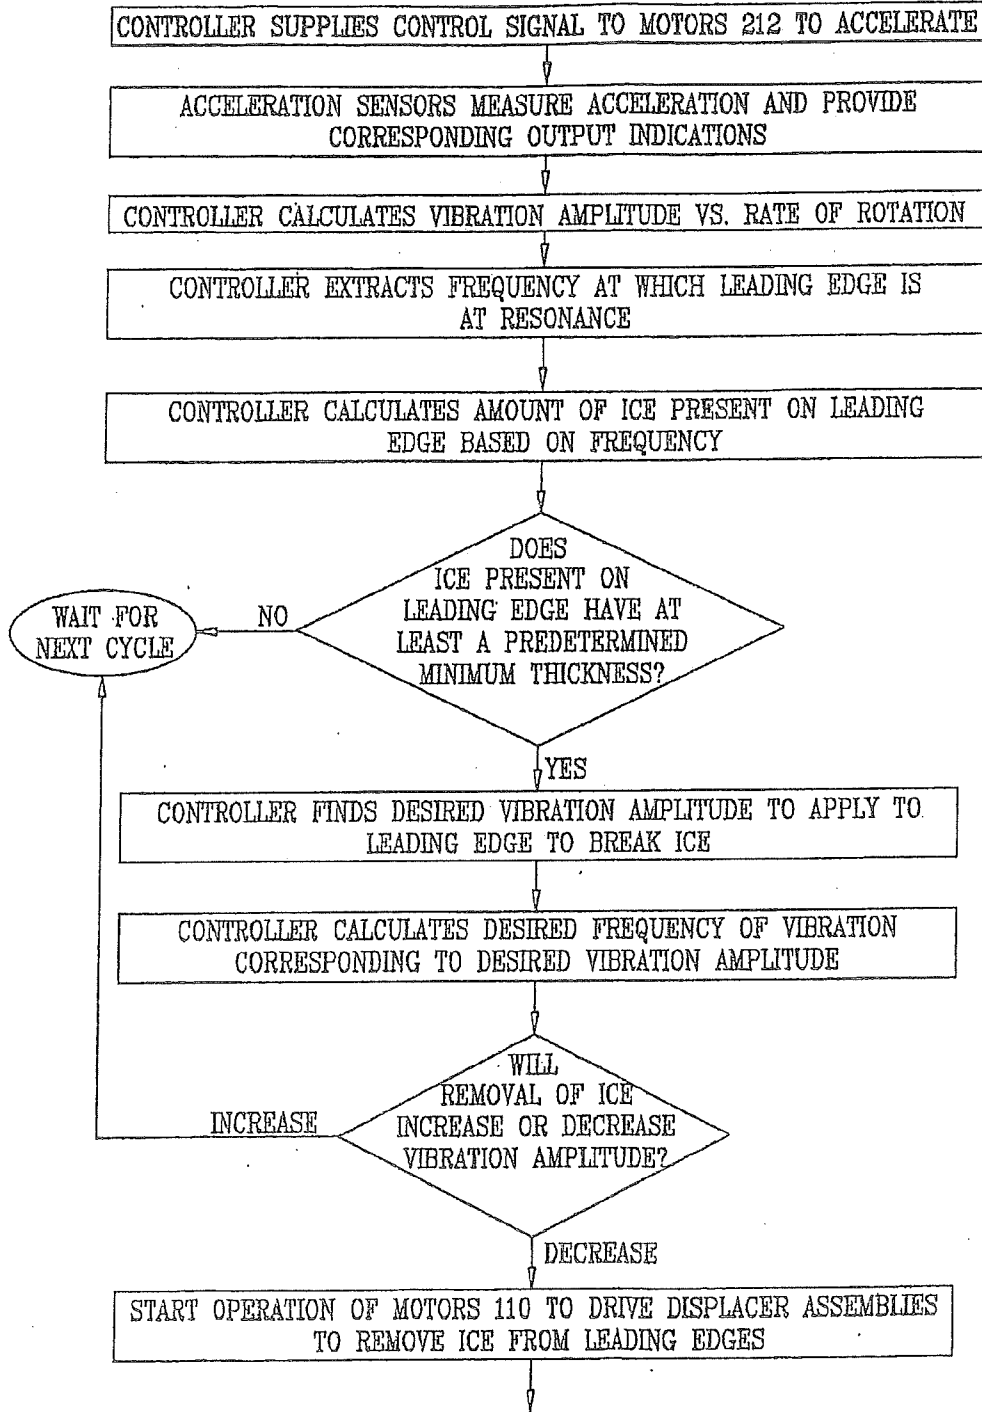 CONTROLLER SUPPLIES CONTROL SIGNAL TO MOTORS 212 TO ACCELERATE
ACCELERATION SENSORS MEASURE ACCELERATION AND PROVIDE
CORRESPONDING OUTPUT INDICATIONS
CONTROLLER CALCULATES VIBRATION AMPLITUDE VS. RATE OF ROTATION
CONTROLLER EXTRACTS FREQUENCY AT WHICH LEADING EDGE IS
AT RESONANCE
CONTROLLER CALCULATES AMOUNT OF ICE PRESENT ON LEADING
EDGE BASED ON FREQUENCY
DOES
ICE PRESENT ON
LEADING EDGE HAVE AT
LEAST A PREDETERMINED
MINIMUM THICKNESS?
NO
WAIT FOR
NEXT CYCLE
YES
CONTROLLER FINDS DESIRED VIBRATION AMPLITUDE TO APPLY TO
LEADING EDGE TO BREAK ICE
CONTROLLER CALCULATES DESIRED FREQUENCY OF VIBRATION
CORRESPONDING TO DESIRED VIBRATION AMPLITUDE
WILL
REMOVAL OF ICE
INCREASE OR DECREASE
VIBRATION AMPLITUDE?
INCREASE
DECREASE
START OPERATION OF MOTORS 110 TO DRIVE DISPLACER ASSEMBLIES
TO REMOVE ICE FROM LEADING EDGES